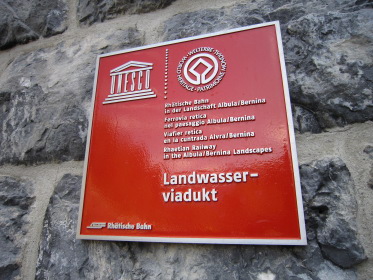 UNESCO
WORLD HERITAGE • PATRIMOINE MONDIAL • WELTERBE
Rhätische Bahn
in der Landschaft Albula/Bernina
Ferrovia retica
nel paesaggio Albula/Bernina
Viafier retica
en la cuntrada Alvra/Bernina
Rhaetian Railway
in the Albula/Bernina Landscapes
Landwasser-
viadukt
Rhätische Bahn